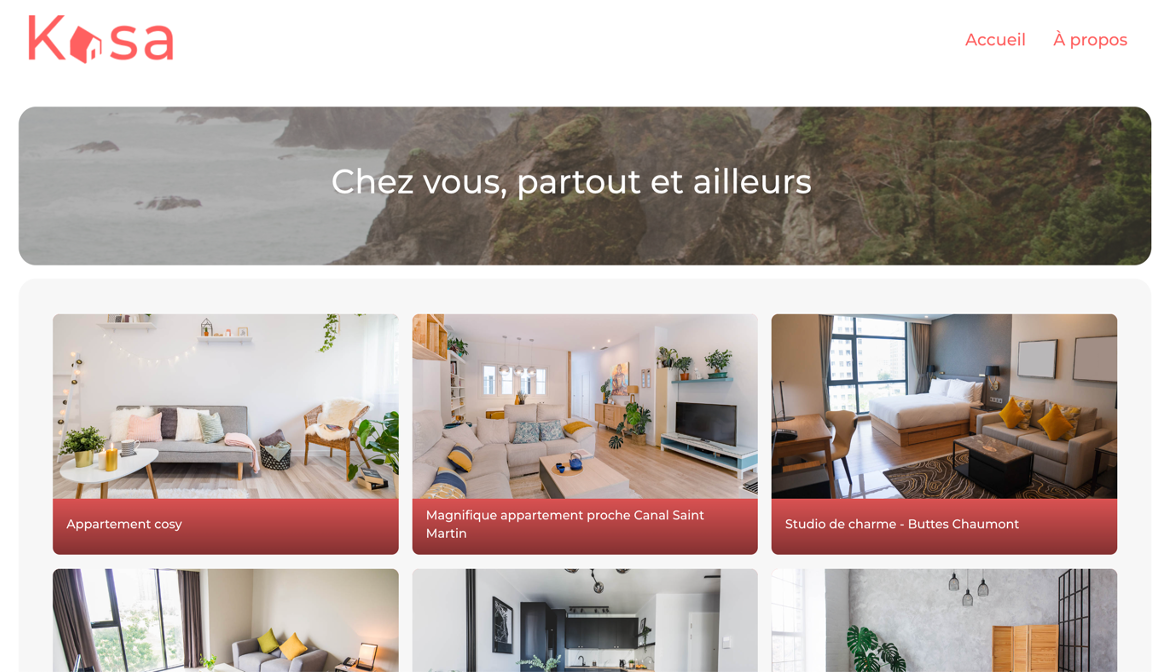 Kasa
Accueil
À propos
Chez vous, partout et ailleurs
Appartement cosy
Magnifique appartement proche Canal Saint
Martin
Studio de charme - Buttes Chaumont